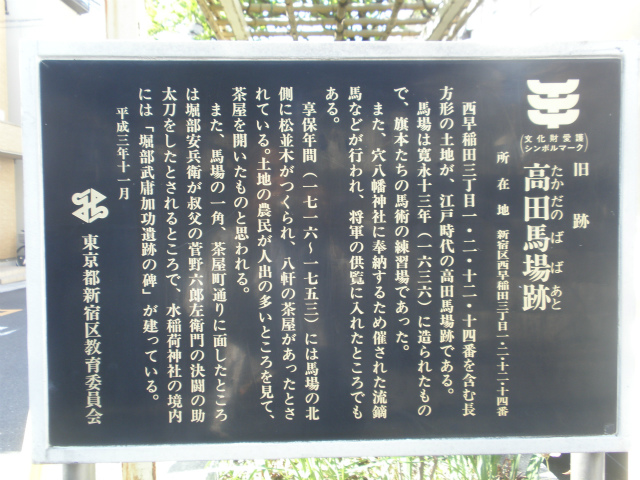 (文化財愛護
シンボルマーク)
旧跡
高田馬場跡
たかだのばばあと
所在地 新宿区西早稲田三丁目一・二・十二・十四番
西早稲田三丁目一・二・十二・十四番を含む長
方形の土地が、江戸時代の高田馬場跡である。
馬場は寛永十三年(一六三六)に造られたもの
で、旗本たちの馬術の練習場であった。
また、穴八幡神社に奉納するため催された流鏑
馬などが行われ、将軍の供覧に入れたところでも
ある。
享保年間(一七一六〜一七五三)には馬場の北
側に松並木がつくられ、八軒の茶屋があったとさ
れている。土地の農民が人出の多いところを見て、
茶屋を開いたものと思われる。
また、馬場の一角、茶屋町通りに面したところ
は堀部安兵衛が叔父の菅野六郎左衛門の決闘の助
太刀をしたとされるところで、水稲荷神社の境内
には「堀部武庸加功遺跡の碑」が建っている。
平成三年十一月
東京都新宿区教育委員会